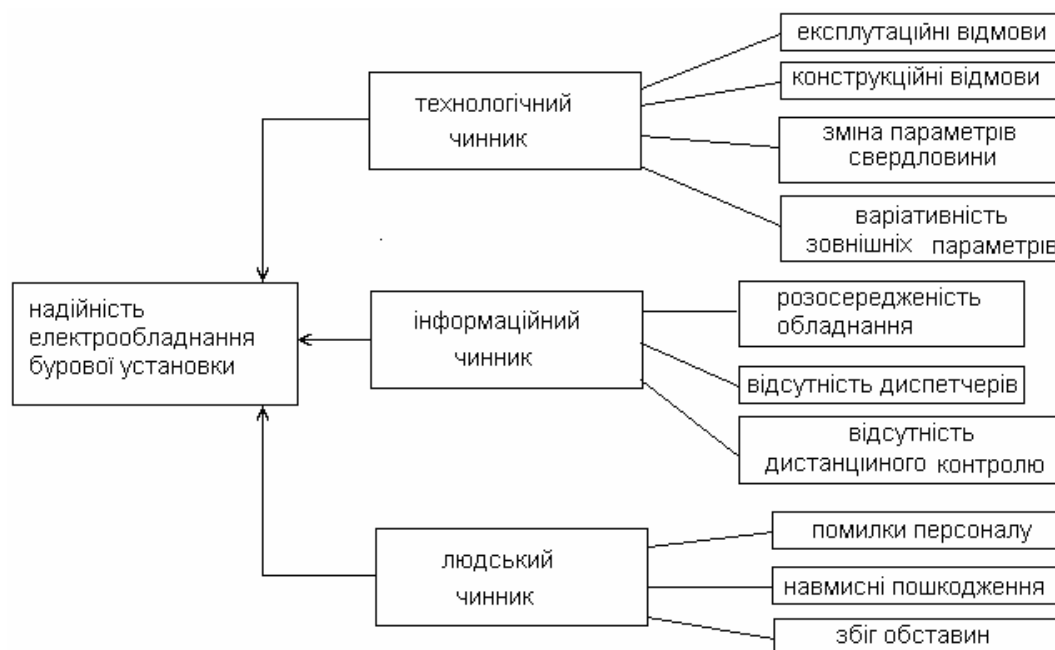 експлутаційні відмови
конструкційні відмови
технологічний
чинник
зміна параметрів
свердловини
варіативність
зовнішніх параметрів
надійність
електрообладнання
бурової установки
інформаційний
чинник
розосередженість
обладнання
відсутність диспетчерів
відсутність
дистанційного контролю
людський
чинник
помилки персоналу
навмисні пошкодження
збіг обставин